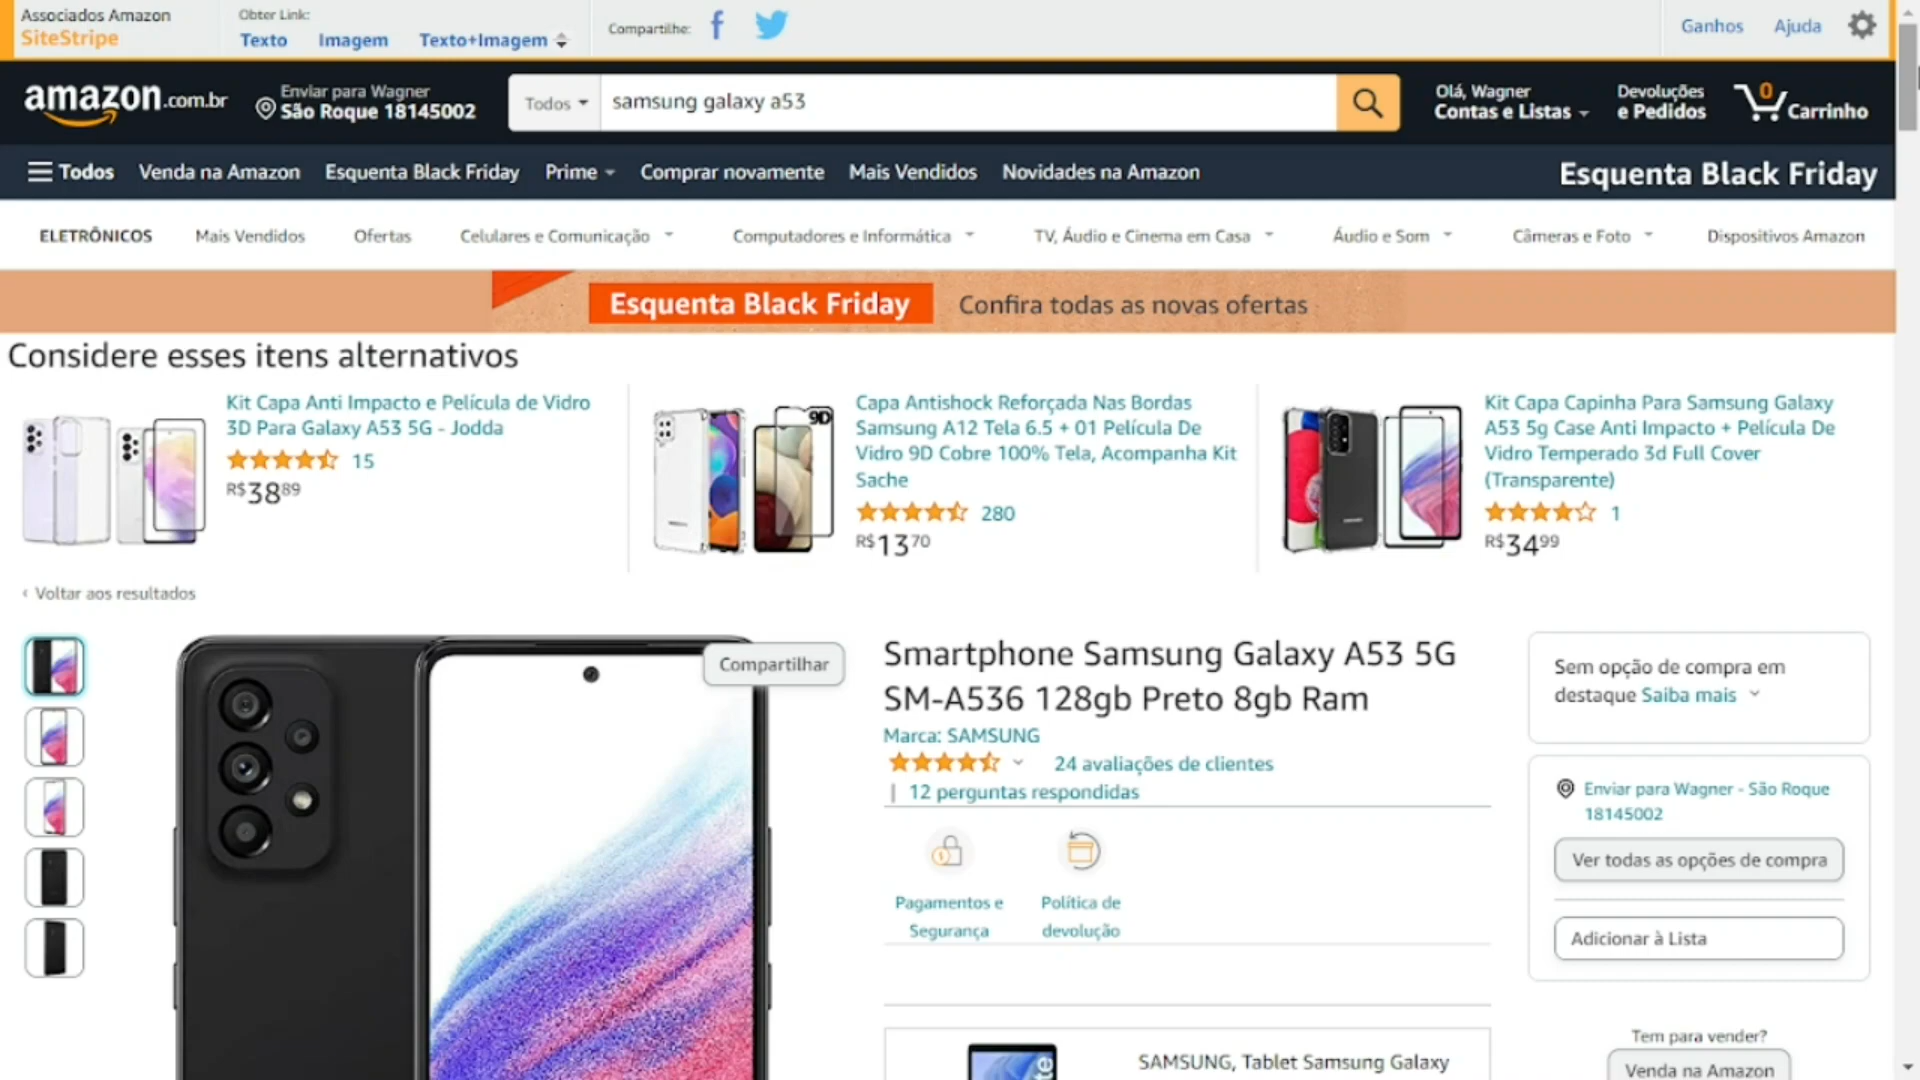 Associados Amazon
SiteStripe
Obter Link:
Texto Imagem Texto+Imagem
Compartilhe:
Ganhos Ajuda
amazon.com.br
Enviar para Wagner
São Roque 18145002
Todos
samsung galaxy a53
Olá, Wagner
Contas e Listas
Devoluções
e Pedidos
0
Carrinho
Todos Venda na Amazon Esquenta Black Friday Prime Comprar novamente Mais Vendidos Novidades na Amazon
Esquenta Black Friday
ELETRÔNICOS Mais Vendidos Ofertas Celulares e Comunicação Computadores e Informática TV, Áudio e Cinema em Casa Áudio e Som Câmeras e Foto Dispositivos Amazon
Esquenta Black Friday Confira todas as novas ofertas
Considere esses itens alternativos
Kit Capa Anti Impacto e Película de Vidro
3D Para Galaxy A53 5G - Jodda
15
R$3889
9D
Capa Antishock Reforçada Nas Bordas
Samsung A12 Tela 6.5 + 01 Película De
Vidro 9D Cobre 100% Tela, Acompanha Kit
Sache
280
R$1370
Kit Capa Capinha Para Samsung Galaxy
A53 5g Case Anti Impacto + Película De
Vidro Temperado 3d Full Cover
(Transparente)
1
R$3499
‹ Voltar aos resultados
Compartilhar
Smartphone Samsung Galaxy A53 5G
SM-A536 128gb Preto 8gb Ram
Marca: SAMSUNG
24 avaliações de clientes
| 12 perguntas respondidas
Pagamentos e
Segurança
Política de
devolução
SAMSUNG, Tablet Samsung Galaxy
Sem opção de compra em
destaque Saiba mais
Enviar para Wagner - São Roque
18145002
Ver todas as opções de compra
Adicionar à Lista
Tem para vender?
Venda na Amazon